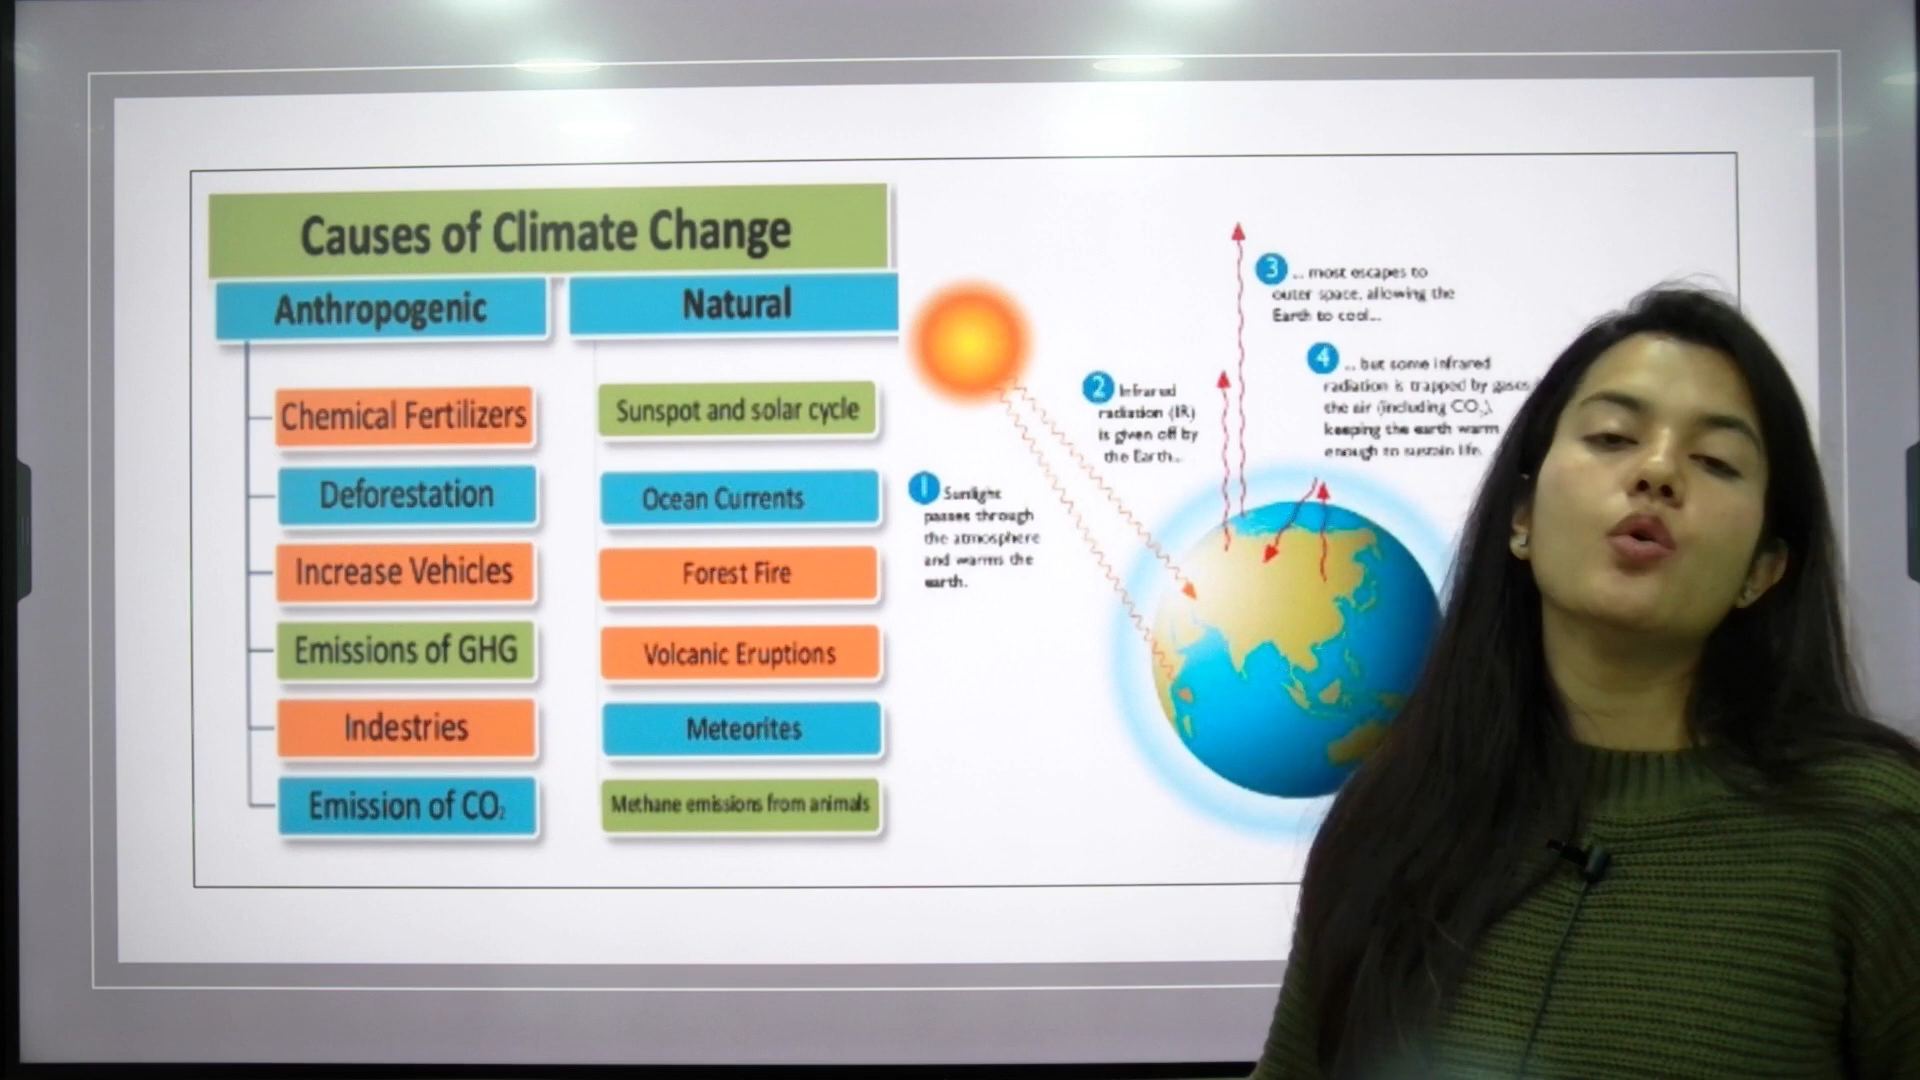 Causes of Climate Change
Anthropogenic
Natural
Chemical Fertilizers
Deforestation
Increase Vehicles
Emissions of GHG
Indestries
Emission of CO₂
Sunspot and solar cycle
Ocean Currents
Forest Fire
Volcanic Eruptions
Meteorites
Methane emissions from animals
1 Sunlight
passes through
the atmosphere
and warms the
earth.
2 Infrared
radiation (IR)
is given off by
the Earth...
3 ... most escapes to
outer space, allowing the
Earth to cool...
4 ... but some infrared
radiation is trapped by gases
the air (including CO₂),
keeping the earth warm
enough to sustain life.